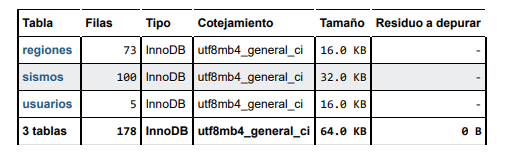 Tabla Filas Tipo Cotejamiento Tamaño Residuo a depurar
regiones 73 InnoDB utf8mb4_general_ci 16.0 KB -
sismos 100 InnoDB utf8mb4_general_ci 32.0 KB -
usuarios 5 InnoDB utf8mb4_general_ci 16.0 KB -
3 tablas 178 InnoDB utf8mb4_general_ci 64.0 KB 0 B